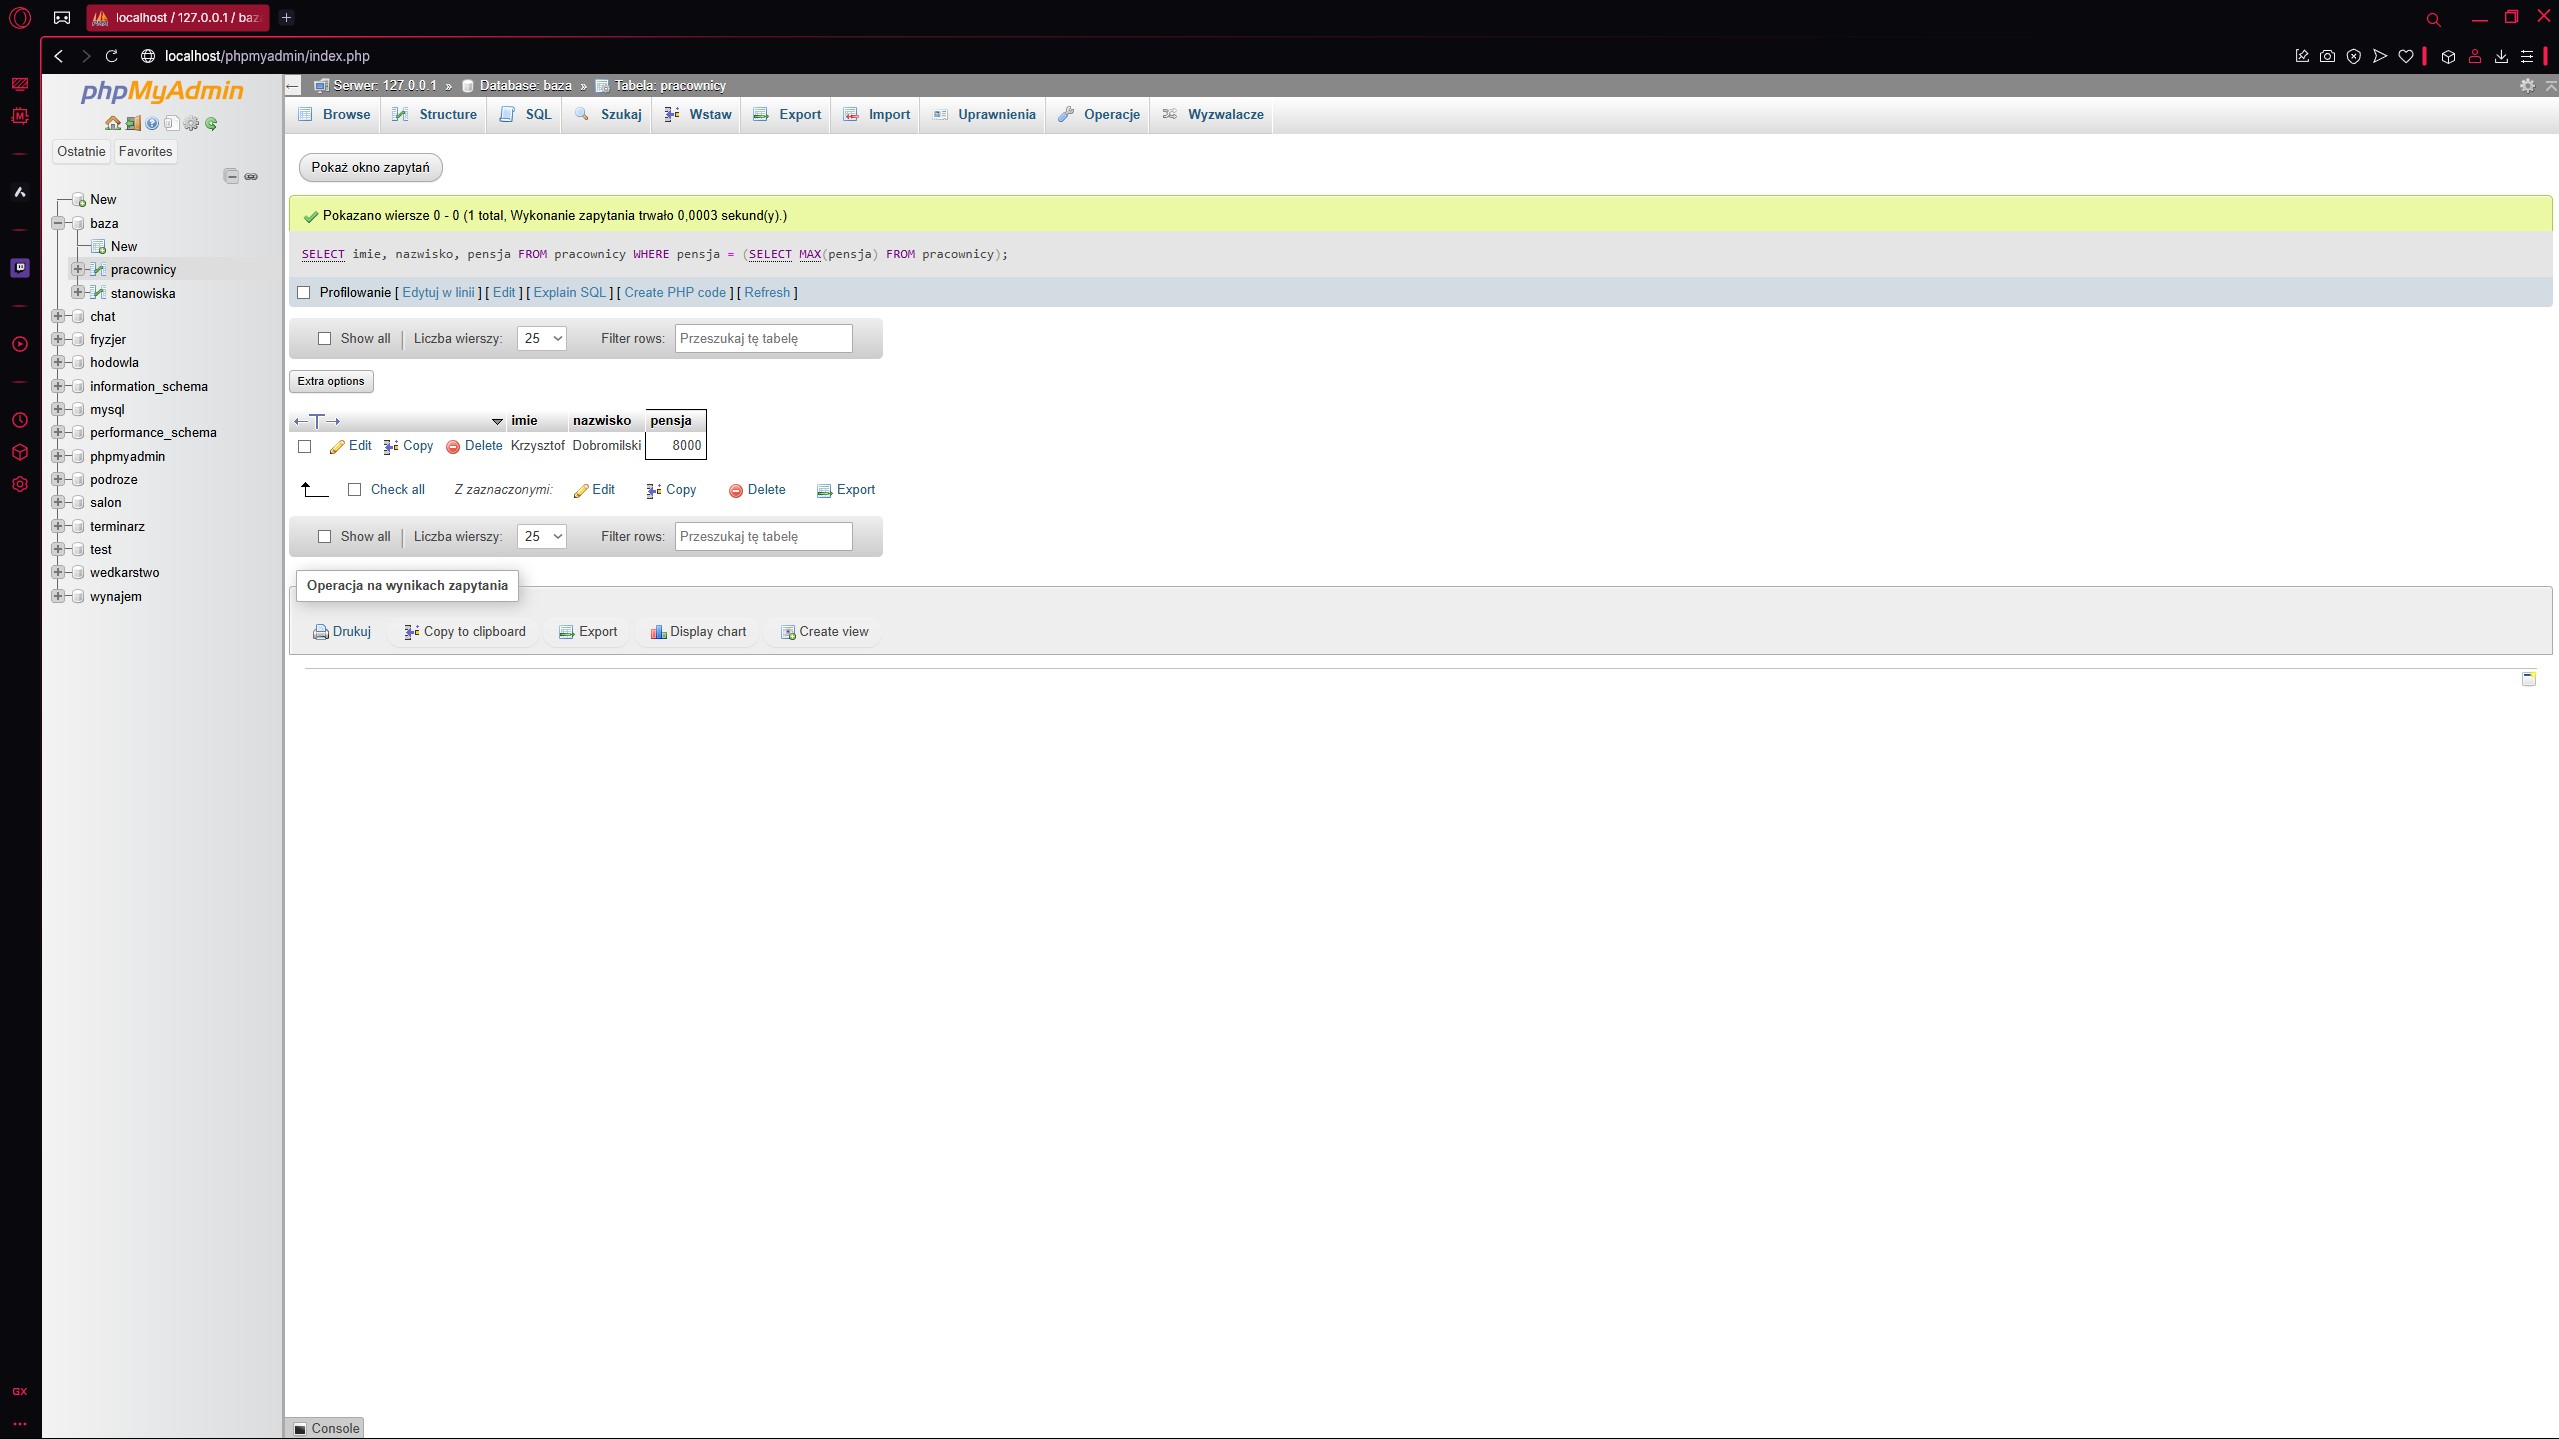 localhost / 127.0.0.1 / baz
localhost/phpmyadmin/index.php
phpMyAdmin
Ostatnie Favorites
New
baza
New
pracownicy
stanowiska
chat
fryzjer
hodowla
information_schema
mysql
performance_schema
phpmyadmin
podroze
salon
terminarz
test
wedkarstwo
wynajem
Serwer: 127.0.0.1 » Database: baza » Tabela: pracownicy
Browse Structure SQL Szukaj Wstaw Export Import Uprawnienia Operacje Wyzwalacze
Pokaż okno zapytań
Pokazano wiersze 0 - 0 (1 total, Wykonanie zapytania trwało 0,0003 sekund(y).)
SELECT imie, nazwisko, pensja FROM pracownicy WHERE pensja = (SELECT MAX(pensja) FROM pracownicy);
Profilowanie [ Edytuj w linii ] [ Edit ] [ Explain SQL ] [ Create PHP code ] [ Refresh ]
Show all | Liczba wierszy: 25 Filter rows: Przeszukaj tę tabelę
Extra options
←T→ imie nazwisko pensja
Edit Copy Delete Krzysztof Dobromilski 8000
Check all Z zaznaczonymi: Edit Copy Delete Export
Show all | Liczba wierszy: 25 Filter rows: Przeszukaj tę tabelę
Operacja na wynikach zapytania
Drukuj Copy to clipboard Export Display chart Create view
GX
Console